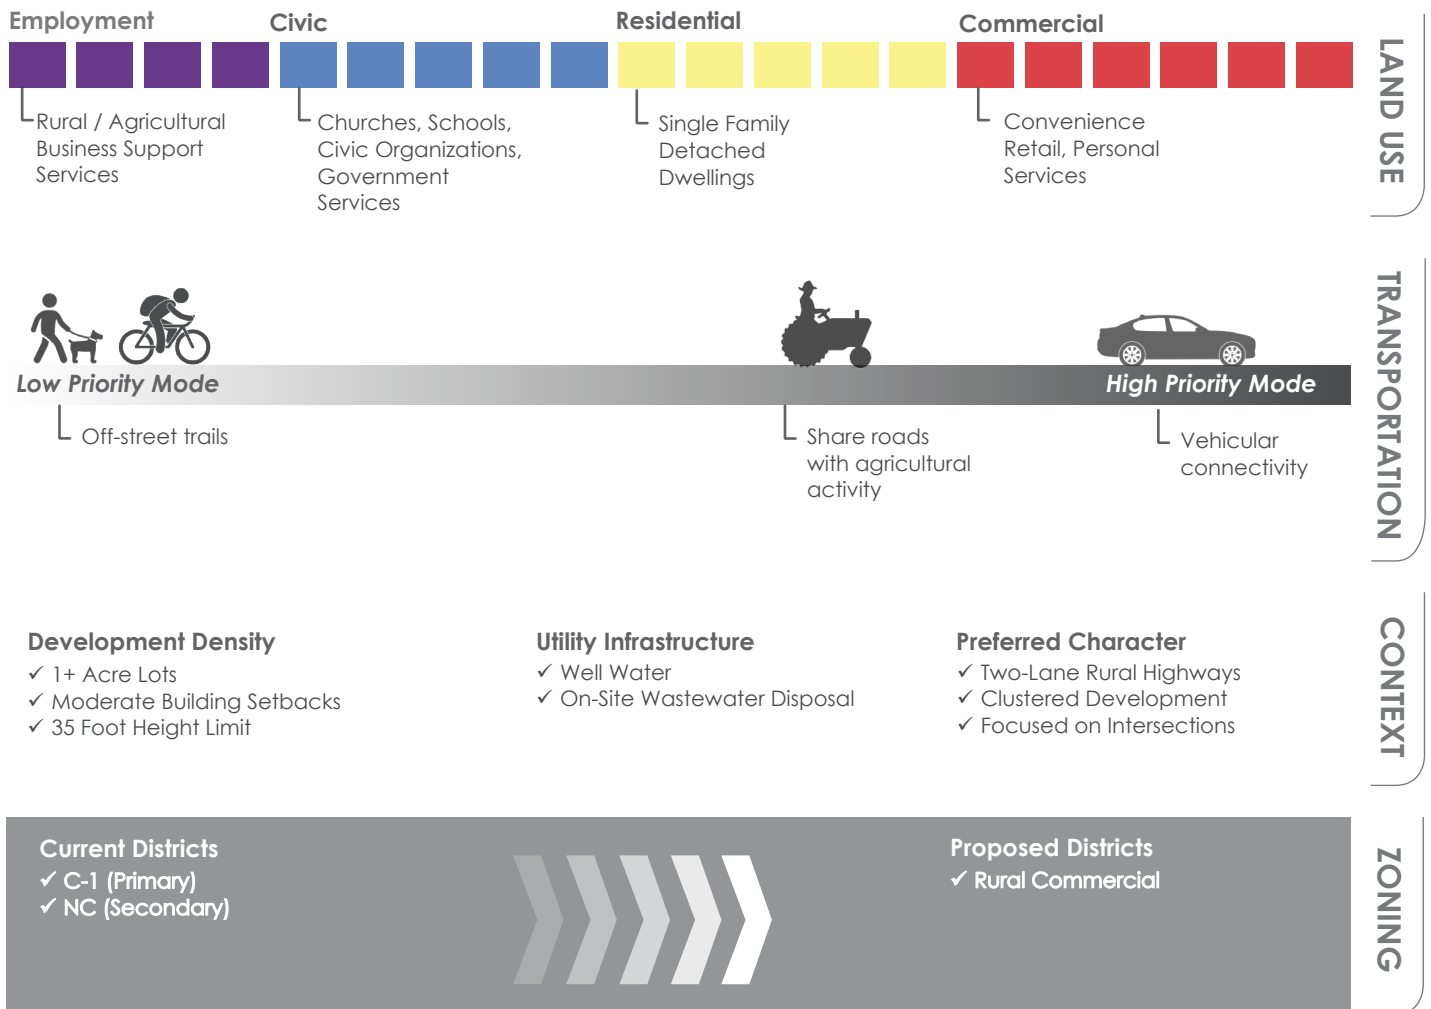 Employment
Civic
Residential
Commercial
Rural / Agricultural
Business Support
Services
Churches, Schools,
Civic Organizations,
Government
Services
Single Family
Detached
Dwellings
Convenience
Retail, Personal
Services
LAND USE
Low Priority Mode
High Priority Mode
Off-street trails
Share roads
with agricultural
activity
Vehicular
connectivity
TRANSPORTATION
Development Density
✓ 1+ Acre Lots
✓ Moderate Building Setbacks
✓ 35 Foot Height Limit
Utility Infrastructure
✓ Well Water
✓ On-Site Wastewater Disposal
Preferred Character
✓ Two-Lane Rural Highways
✓ Clustered Development
✓ Focused on Intersections
CONTEXT
Current Districts
✓ C-1 (Primary)
✓ NC (Secondary)
Proposed Districts
✓ Rural Commercial
ZONING